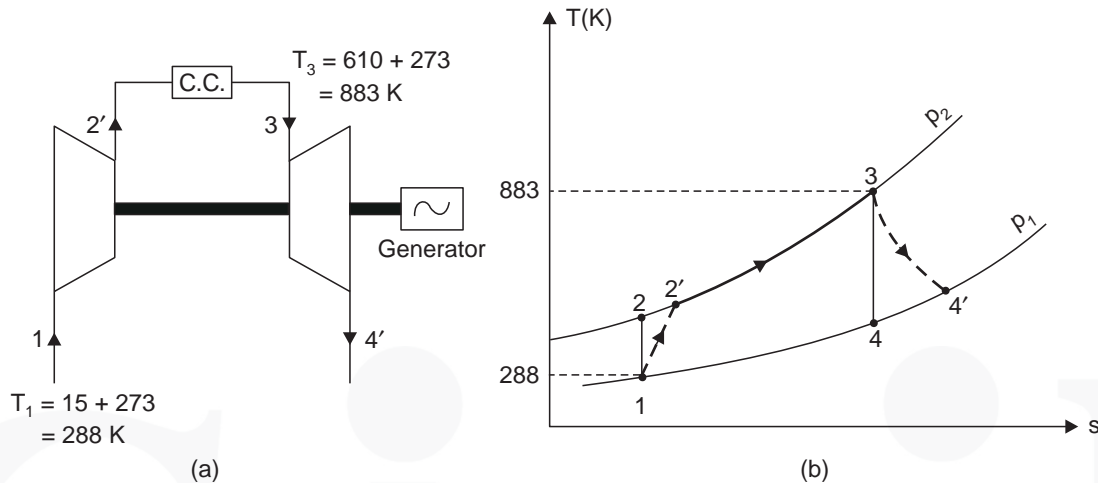 T₃ = 610 + 273
= 883 K
C.C.
2′
3
Generator
1
4′
T₁ = 15 + 273
= 288 K
(a)
T(K)
p₂
883
3
p₁
2
2′
4′
4
288
1
s
(b)